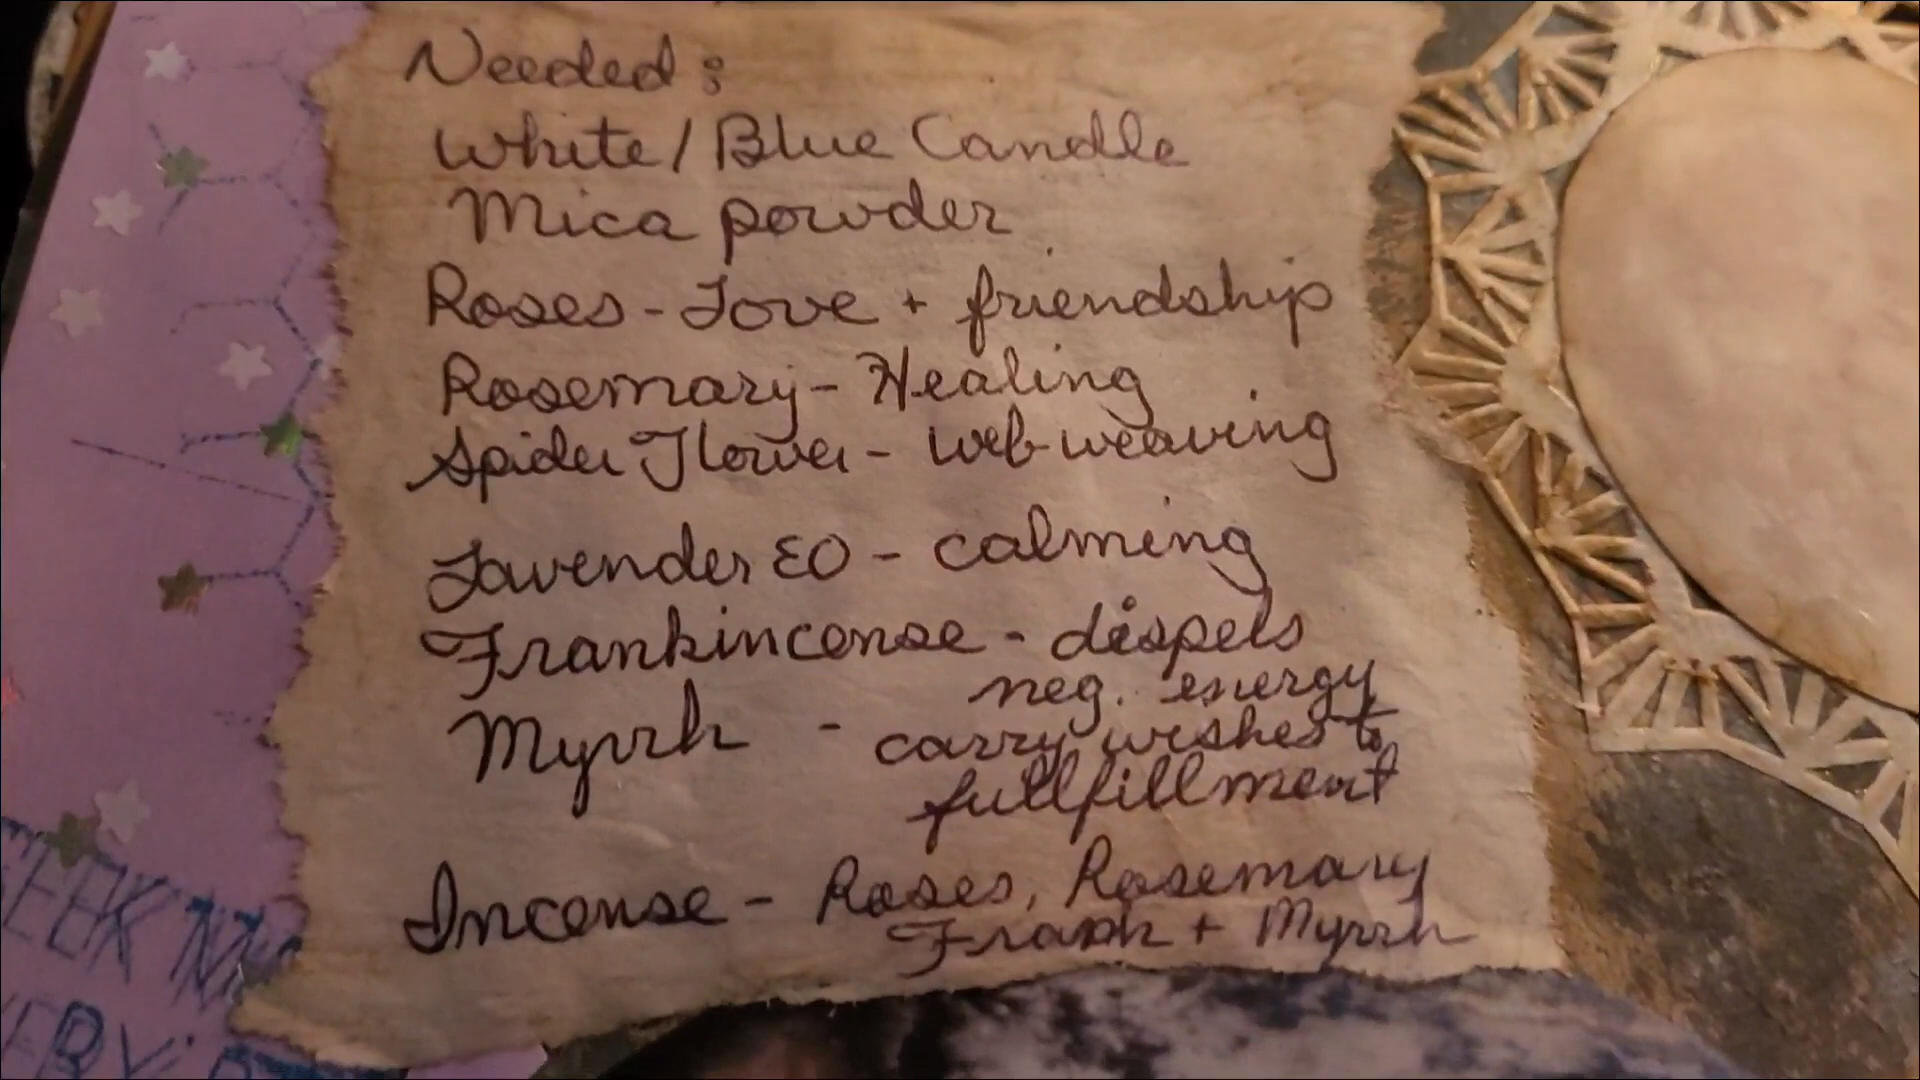 Needed:
White/Blue Candle
Mica powder
Roses - Love + friendship
Rosemary - Healing
Spider Flower - web-weaving
Lavender EO - calming
Frankincense - dispels
neg. energy
Myrrh - carry wishes to
fullfillment
Incense - Roses, Rosemary
Frank + Myrrh